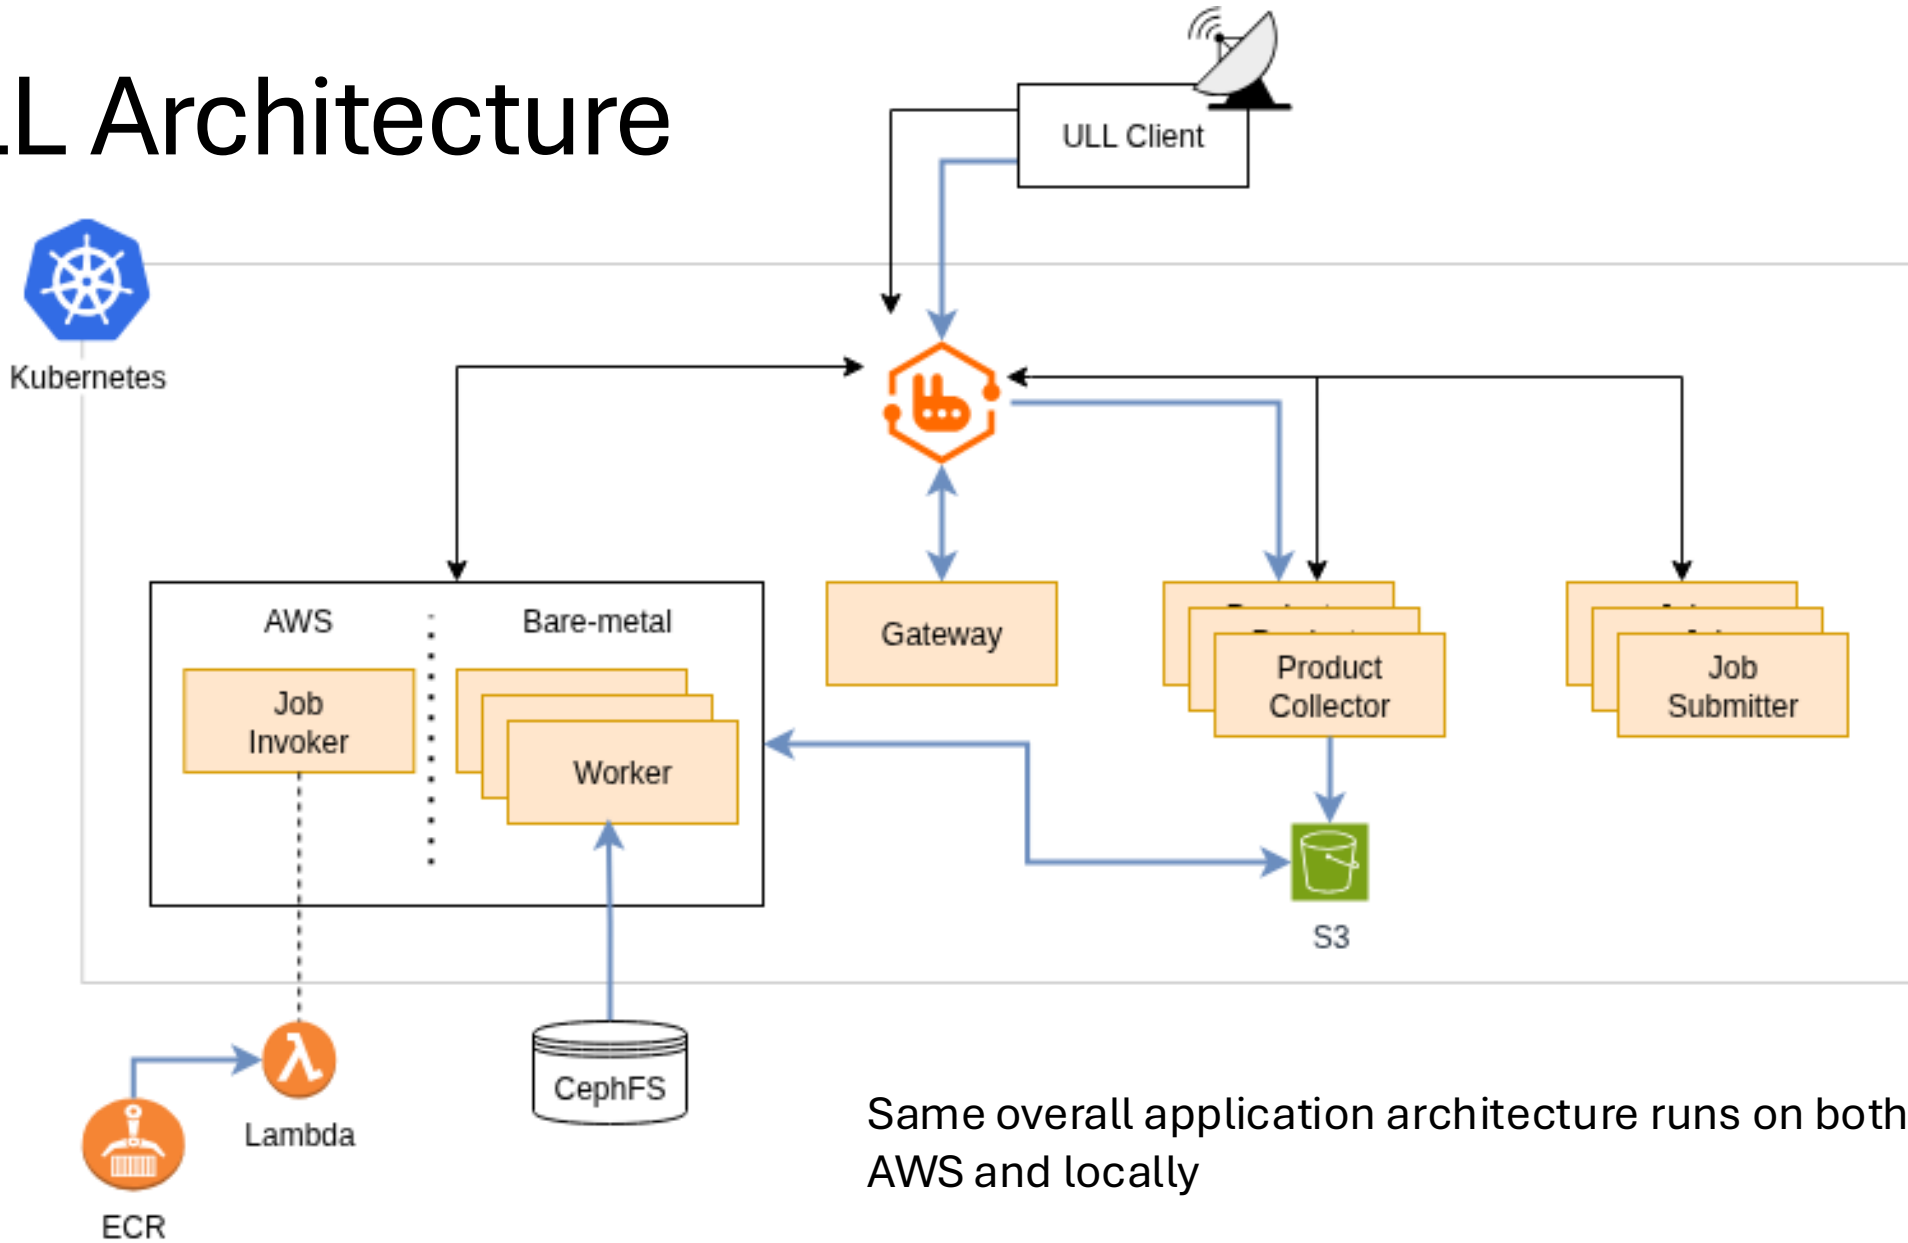 LL Architecture
ULL Client
Kubernetes
AWS
Bare-metal
Job
Invoker
Worker
Gateway
Product
Collector
Job
Submitter
S3
CephFS
Lambda
ECR
Same overall application architecture runs on both
AWS and locally